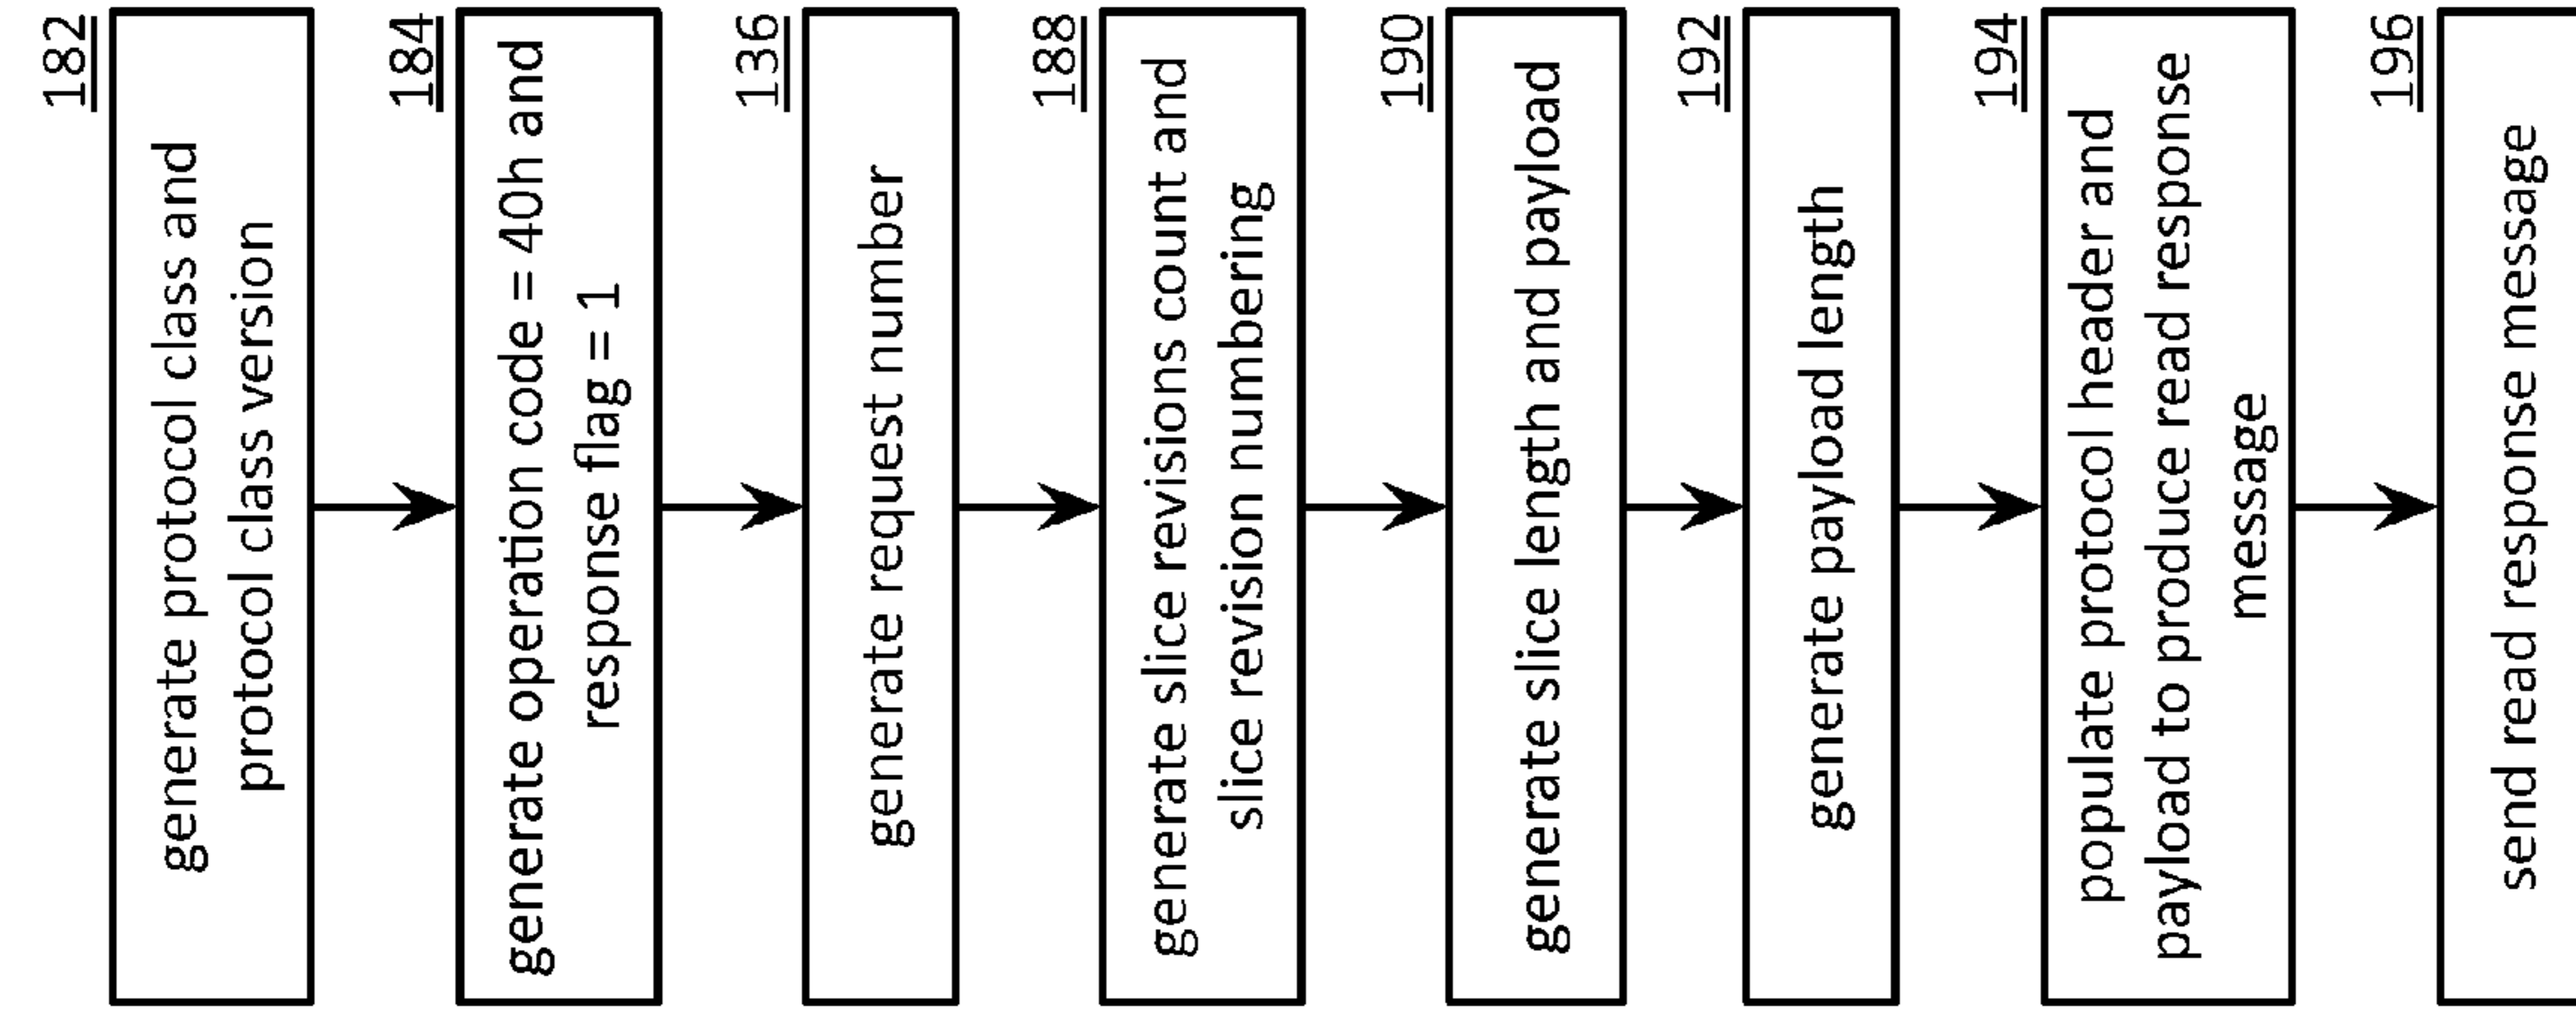 182
generate protocol class and
protocol class version
184
generate operation code = 40h and
response flag = 1
136
generate request number
188
generate slice revisions count and
slice revision numbering
190
generate slice length and payload
192
generate payload length
194
populate protocol header and
payload to produce read response
message
196
send read response message